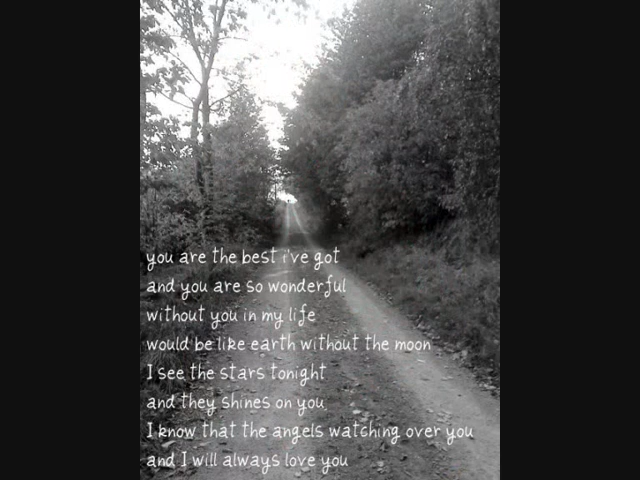 you are the best i've got
and you are so wonderful
without you in my life
would be like earth without the moon
I see the stars tonight
and they shines on you
I know that the angels watching over you
and I will always love you